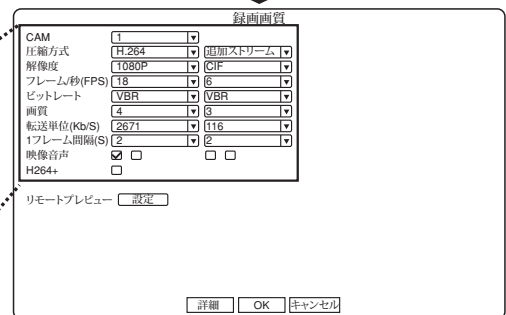 録画画質
CAM 1
圧縮方式 H.264 追加ストリーム
解像度 1080P CIF
フレーム/秒(FPS) 18 6
ビットレート VBR VBR
画質 4 3
転送単位(Kb/S) 2671 116
1フレーム間隔(S) 2 2
映像音声
H264+
リモートプレビュー 設定
詳細 OK キャンセル